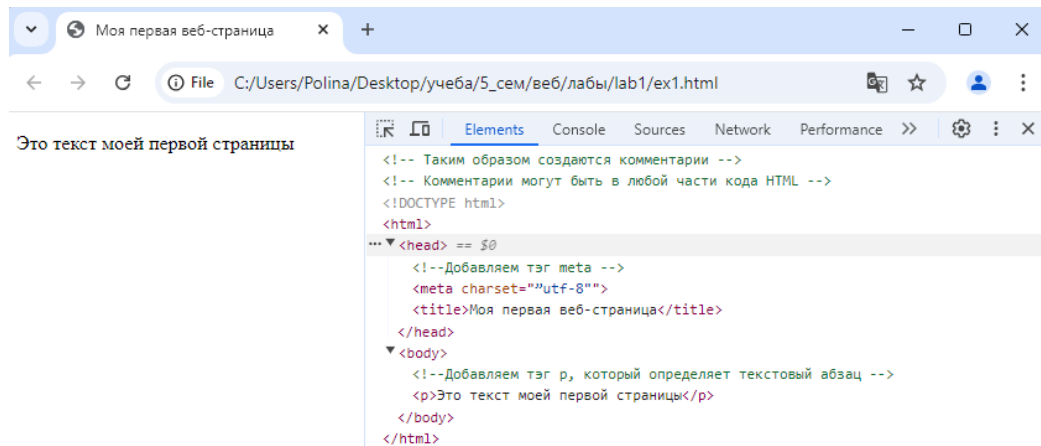 Моя первая веб-страница
File C:/Users/Polina/Desktop/учеба/5_сем/веб/лабы/lab1/ex1.html
Это текст моей первой страницы
Elements Console Sources Network Performance
<!-- Таким образом создаются комментарии -->
<!-- Комментарии могут быть в любой части кода HTML -->
<!DOCTYPE html>
<html>
<head> == $0
<!--Добавляем тэг meta -->
<meta charset="”utf-8"">
<title>Моя первая веб-страница</title>
</head>
<body>
<!--Добавляем тэг p, который определяет текстовый абзац -->
<p>Это текст моей первой страницы</p>
</body>
</html>